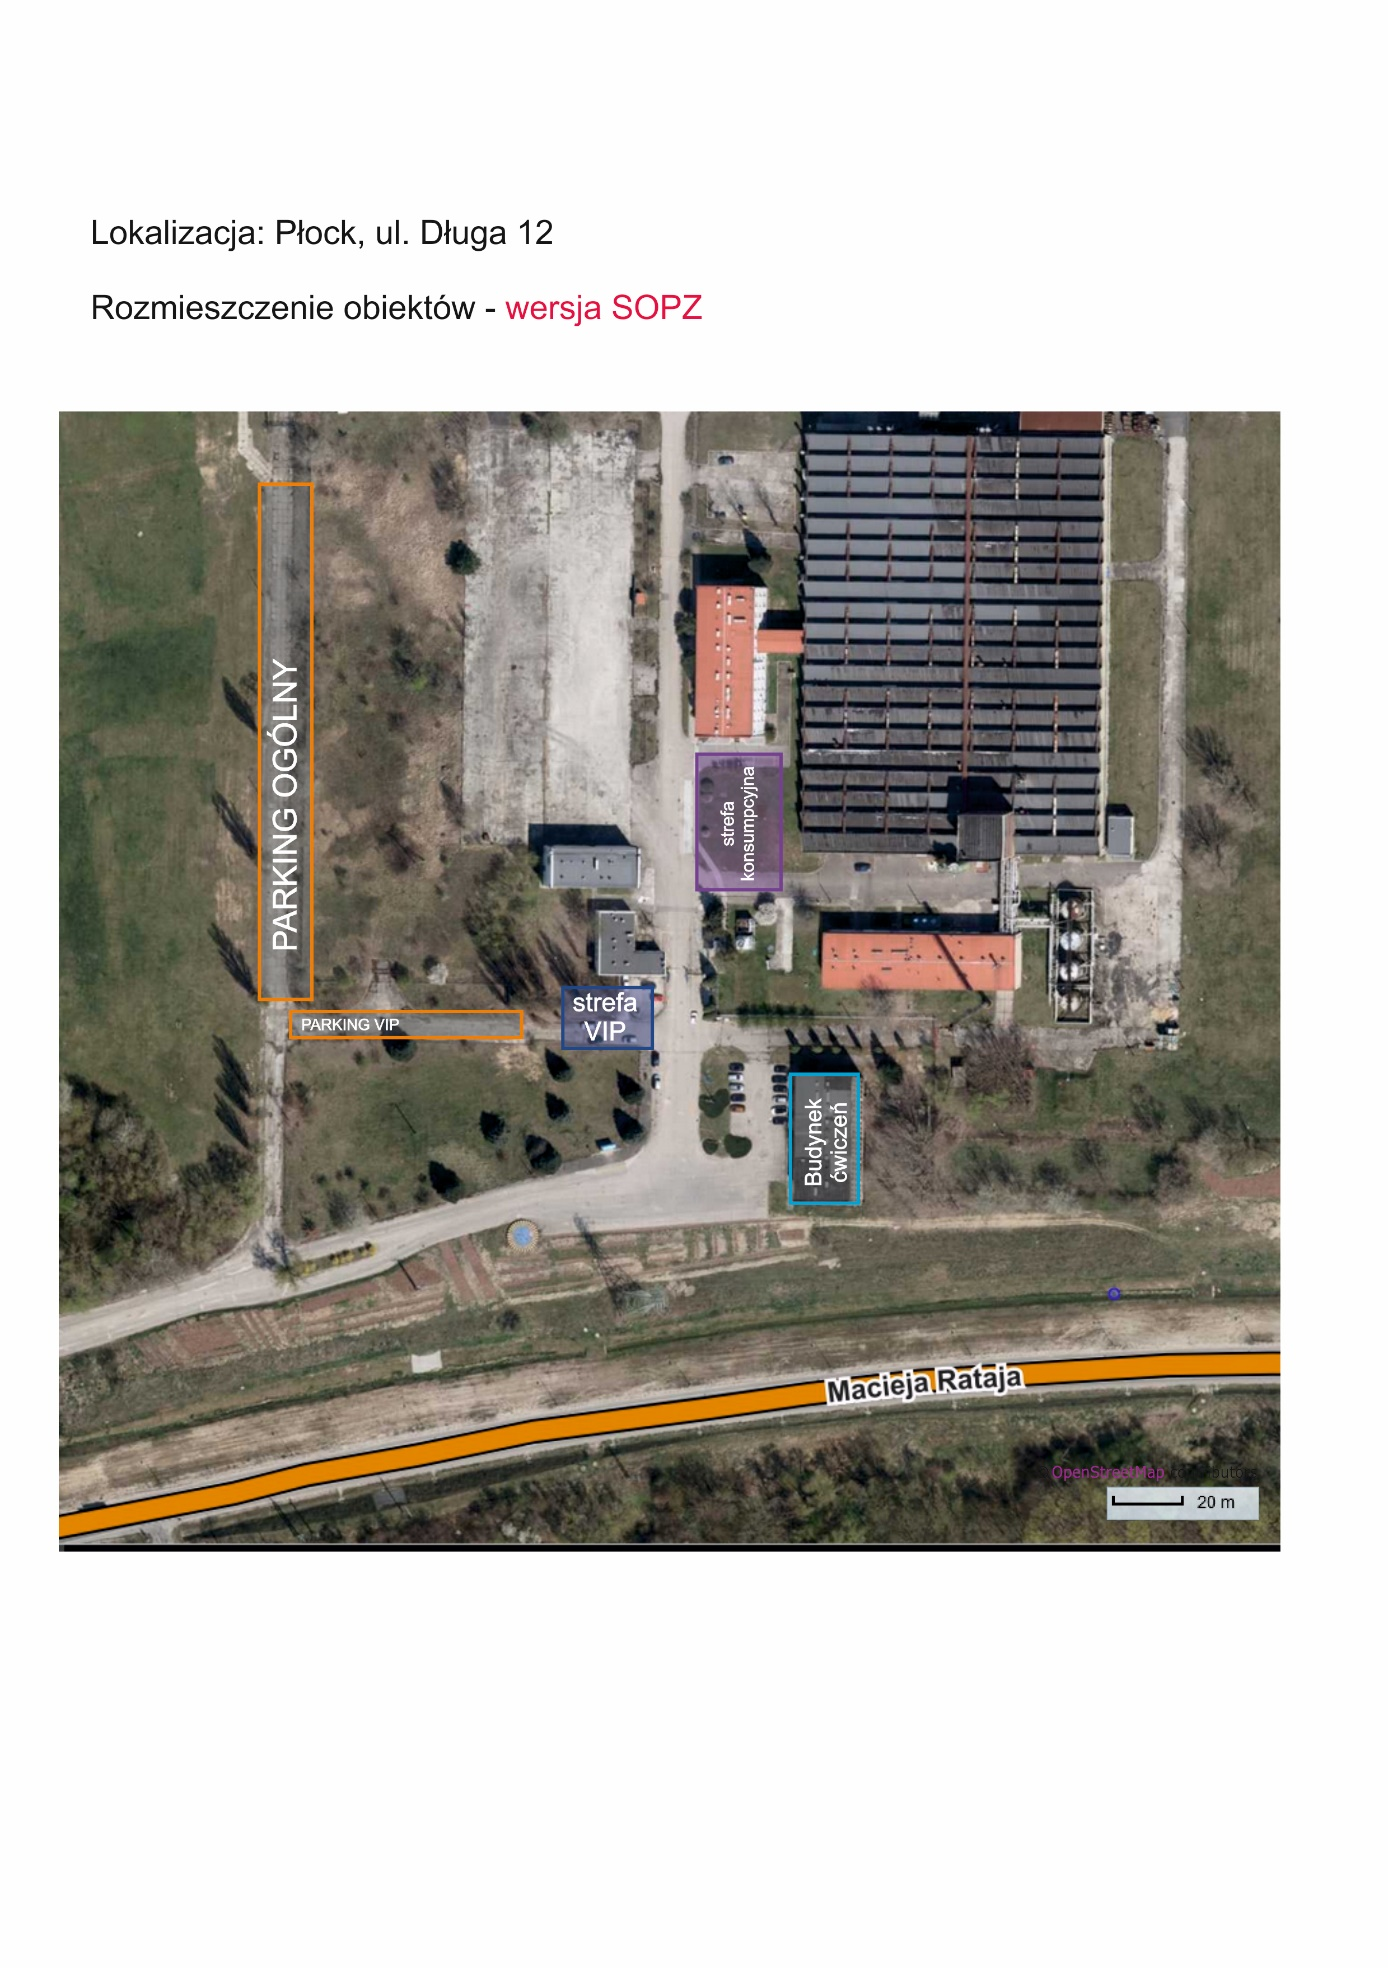 Lokalizacja: Płock, ul. Długa 12
Rozmieszczenie obiektów - wersja SOPZ
PARKING OGÓLNY
strefa
konsumpcyjna
strefa
VIP
PARKING VIP
Budynek
ćwiczeń
Macieja Rataja
OpenStreetMap
20 m